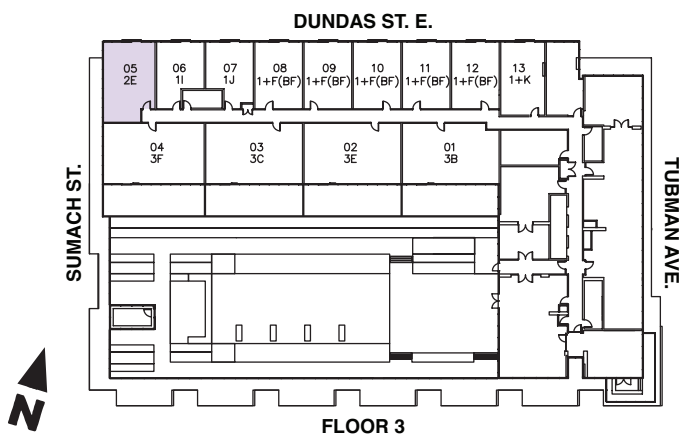 DUNDAS ST. E.
05
2E
06
1I
07
1J
08
1+F(BF)
09
1+F(BF)
10
1+F(BF)
11
1+F(BF)
12
1+F(BF)
13
1+K
04
3F
03
3C
02
3E
01
3B
SUMACH ST.
TUBMAN AVE.
N
FLOOR 3